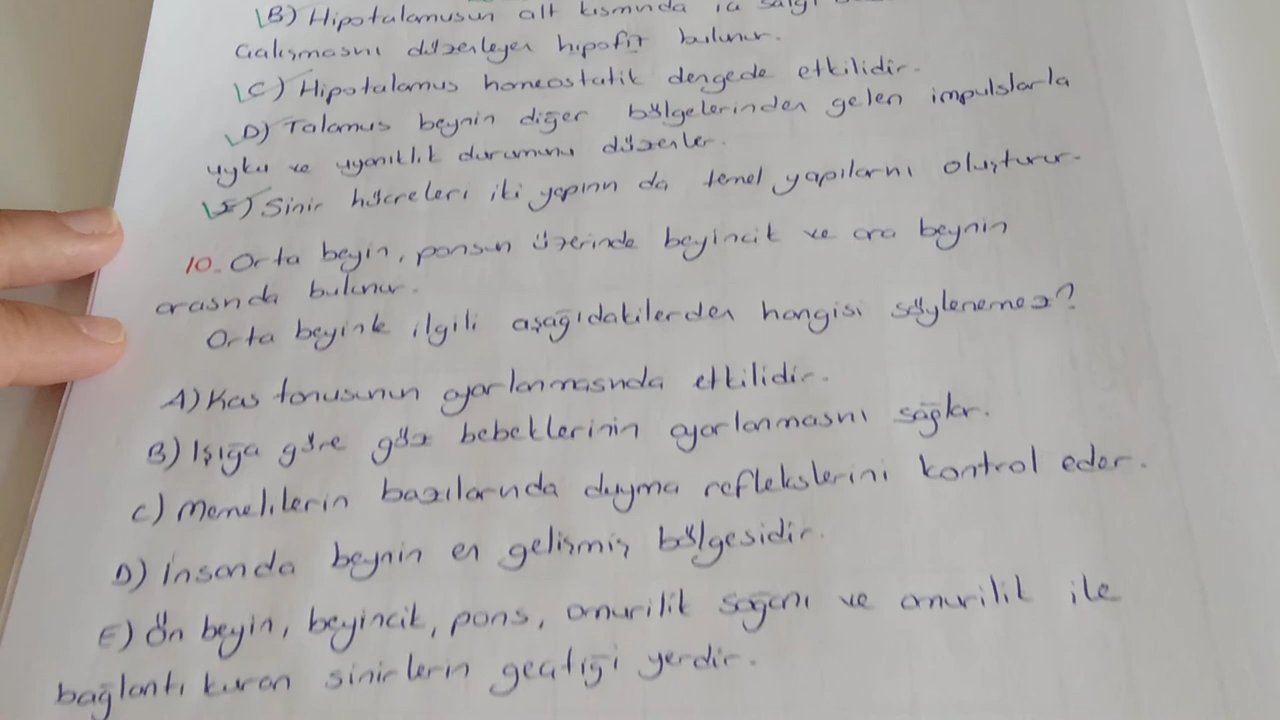 B) Hipotalamusun alt kısmında iç salgı
Çalışmasını düzenleyen hipofiz bulunur.
C) Hipotalamus homeostatik dengede etkilidir.
D) Talamus beynin diğer bölgelerinden gelen impulslarla
uyku ve uyanıklık durumunu düzenler.
E) Sinir hücreleri iki yapının da temel yapılarını oluşturur.
10. Orta beyin, ponsun üzerinde beyincik ve ara beynin
arasında bulunur.
Orta beyinle ilgili aşağıdakilerden hangisi söylenemez?
A) Kas tonusunun ayarlanmasında etkilidir.
B) Işığa göre göz bebeklerinin ayarlanmasını sağlar.
C) Memelilerin bazılarında duyma reflekslerini kontrol eder.
D) İnsanda beynin en gelişmiş bölgesidir.
E) Ön beyin, beyincik, pons, omurilik soğanı ve omurilik ile
bağlantı kuran sinirlerin geçtiği yerdir.